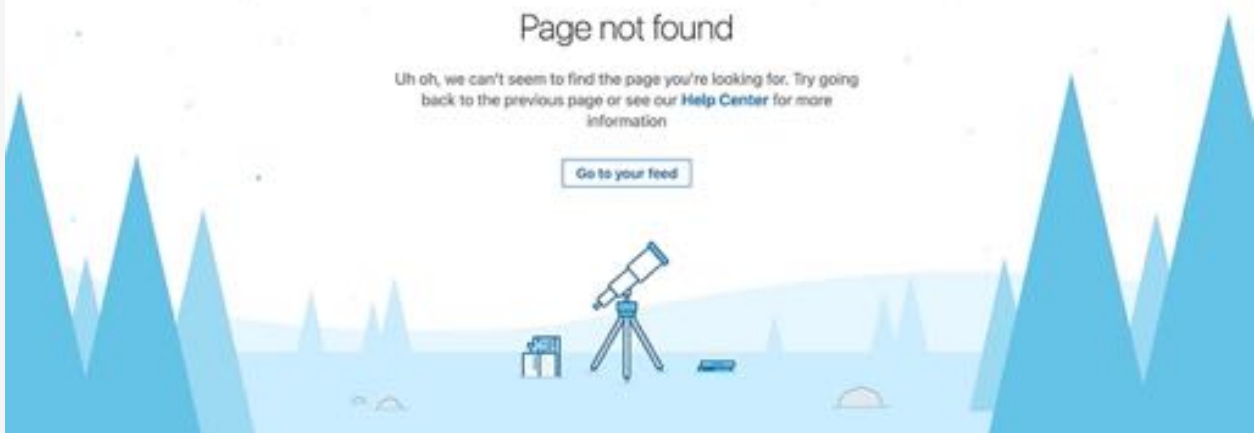 Page not found
Uh oh, we can't seem to find the page you're looking for. Try going
back to the previous page or see our Help Center for more
information
Go to your feed